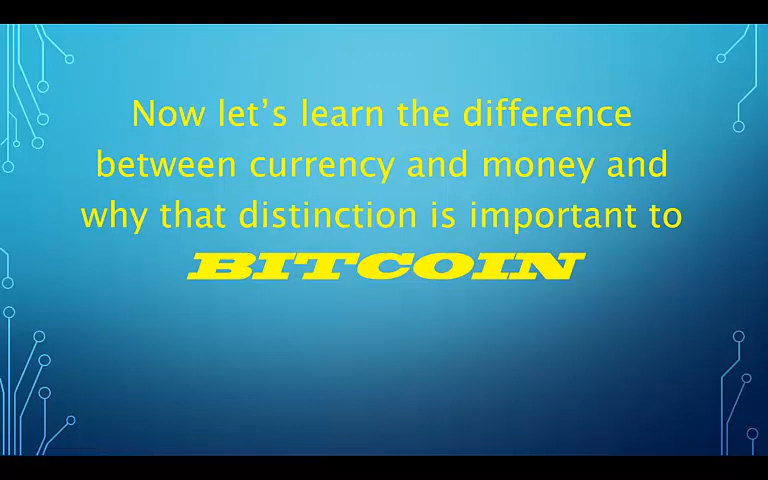 Now let’s learn the difference
between currency and money and
why that distinction is important to
BITCOIN